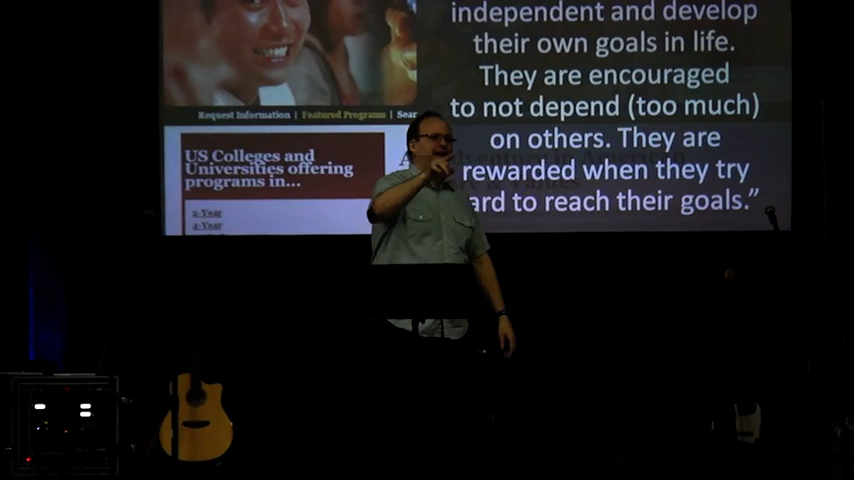 independent and develop
their own goals in life.
They are encouraged
to not depend (too much)
on others. They are
rewarded when they try
ard to reach their goals.”
Request Information | Featured Programs | Sear
US Colleges and
Universities offering
programs in...
2-Year
4-Year